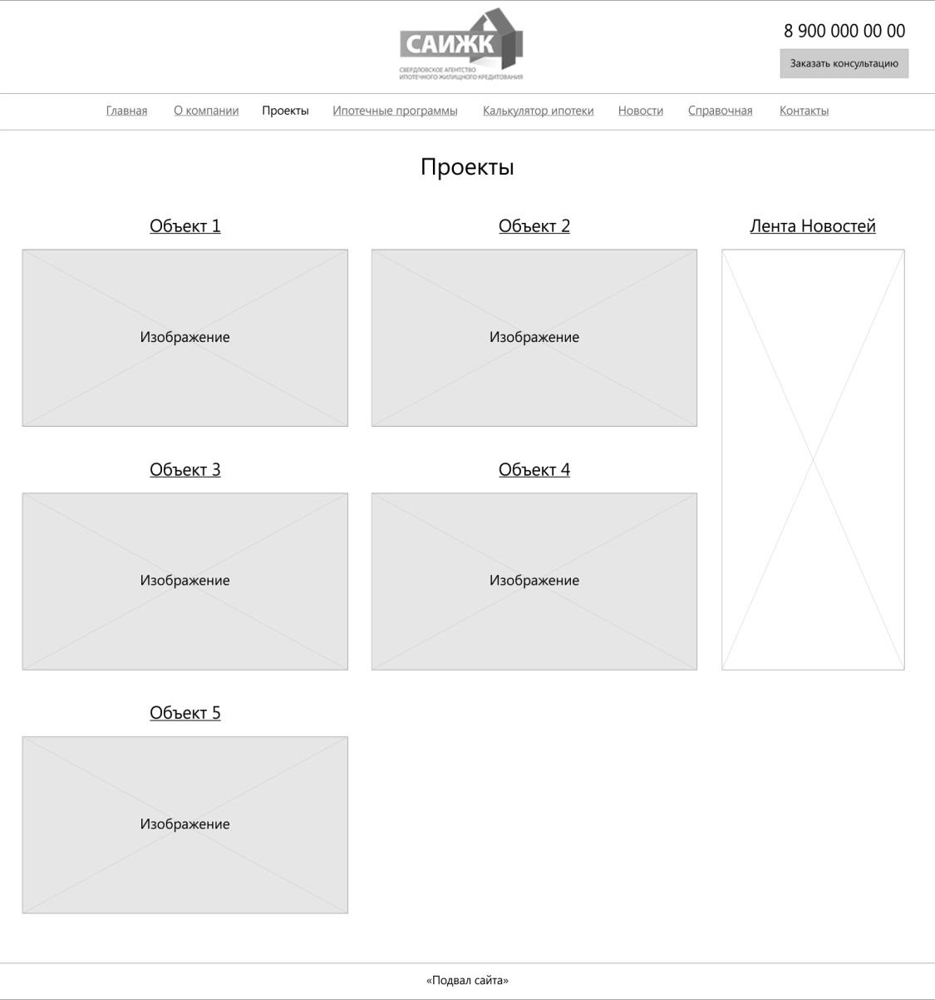 САИЖК
СВЕРДЛОВСКОЕ АГЕНТСТВО
ИПОТЕЧНОГО ЖИЛИЩНОГО КРЕДИТОВАНИЯ
8 900 000 00 00
Заказать консультацию
Главная О компании Проекты Ипотечные программы Калькулятор ипотеки Новости Справочная Контакты
Проекты
Объект 1 Объект 2 Лента Новостей
Изображение Изображение
Объект 3 Объект 4
Изображение Изображение
Объект 5
Изображение
«Подвал сайта»